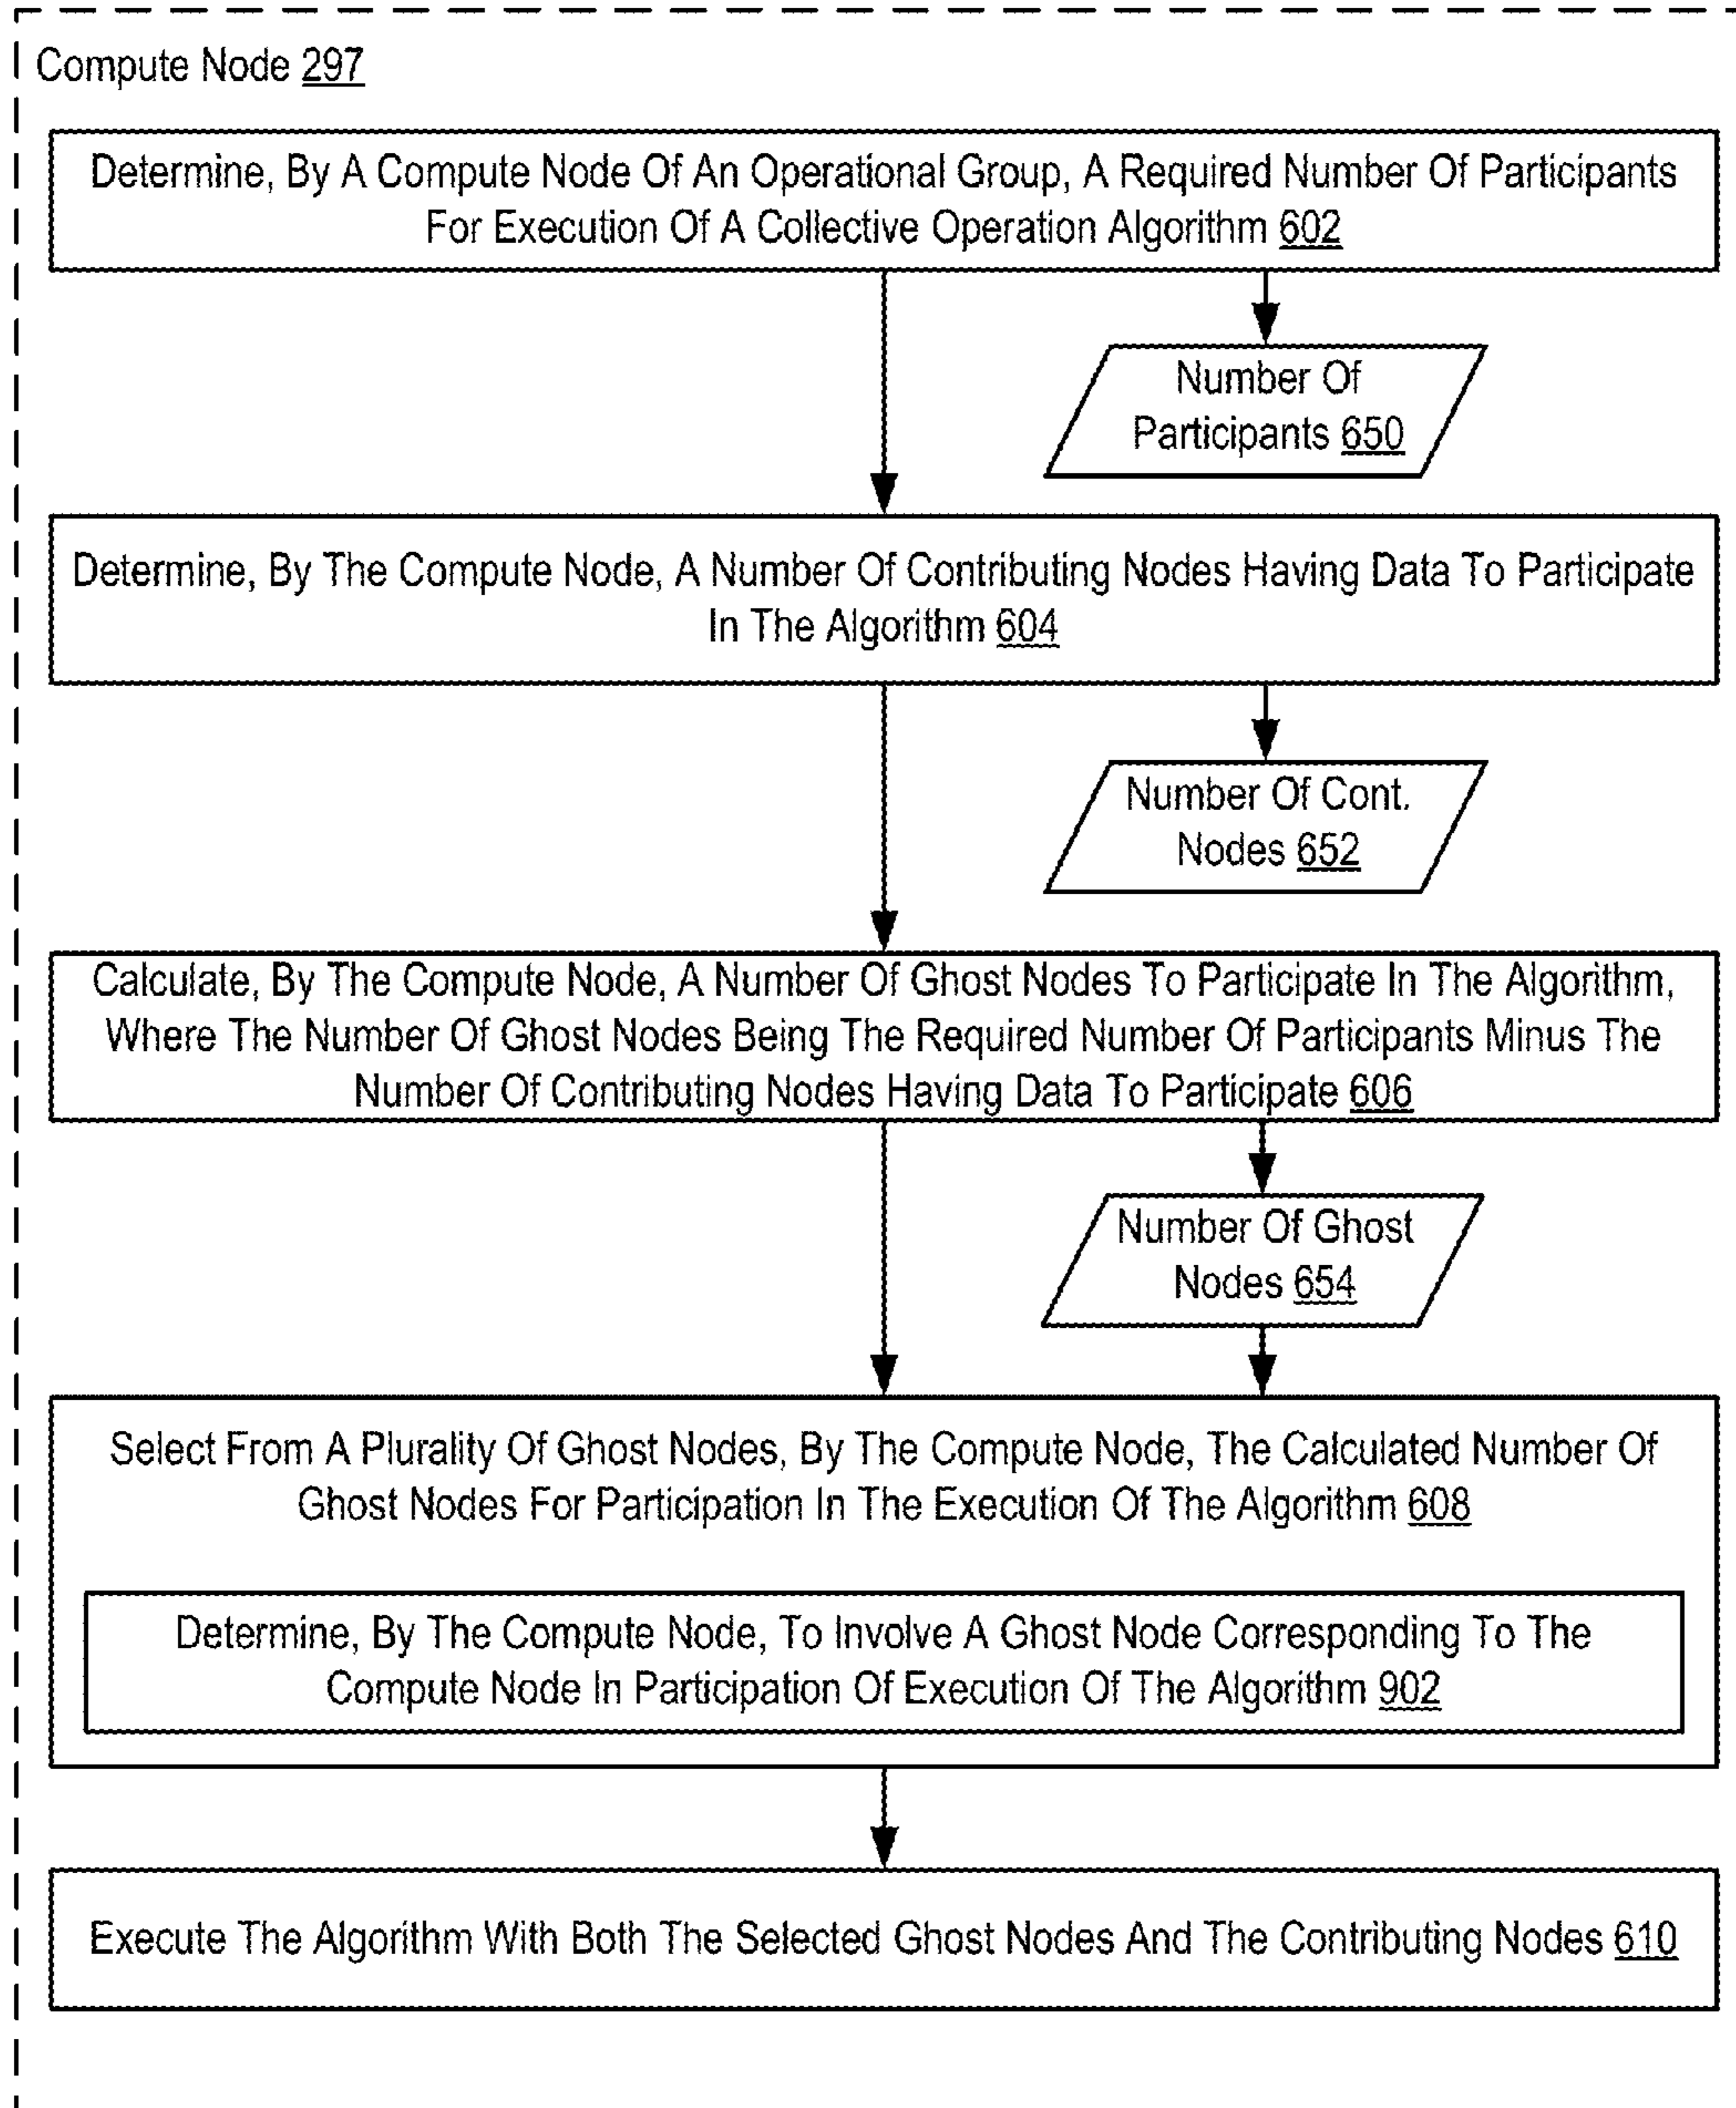 Compute Node 297
Determine, By A Compute Node Of An Operational Group, A Required Number Of Participants
For Execution Of A Collective Operation Algorithm 602
Number Of
Participants 650
Determine, By The Compute Node, A Number Of Contributing Nodes Having Data To Participate
In The Algorithm 604
Number Of Cont.
Nodes 652
Calculate, By The Compute Node, A Number Of Ghost Nodes To Participate In The Algorithm,
Where The Number Of Ghost Nodes Being The Required Number Of Participants Minus The
Number Of Contributing Nodes Having Data To Participate 606
Number Of Ghost
Nodes 654
Select From A Plurality Of Ghost Nodes, By The Compute Node, The Calculated Number Of
Ghost Nodes For Participation In The Execution Of The Algorithm 608
Determine, By The Compute Node, To Involve A Ghost Node Corresponding To The
Compute Node In Participation Of Execution Of The Algorithm 902
Execute The Algorithm With Both The Selected Ghost Nodes And The Contributing Nodes 610